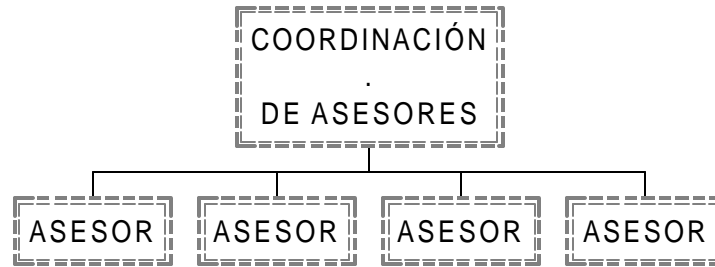 COORDINACIÓN
.
DE ASESORES
ASESOR ASESOR ASESOR ASESOR